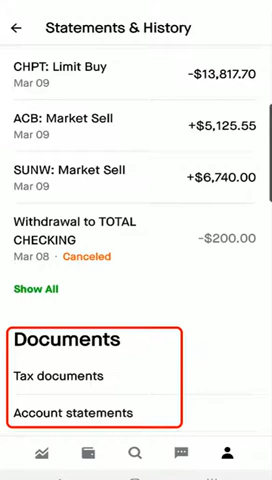 Statements & History
CHPT: Limit Buy
-$13,817.70
Mar 09
ACB: Market Sell
+$5,125.55
Mar 09
SUNW: Market Sell
+$6,740.00
Mar 09
Withdrawal to TOTAL
CHECKING
-$200.00
Mar 08 · Canceled
Show All
Documents
Tax documents
Account statements